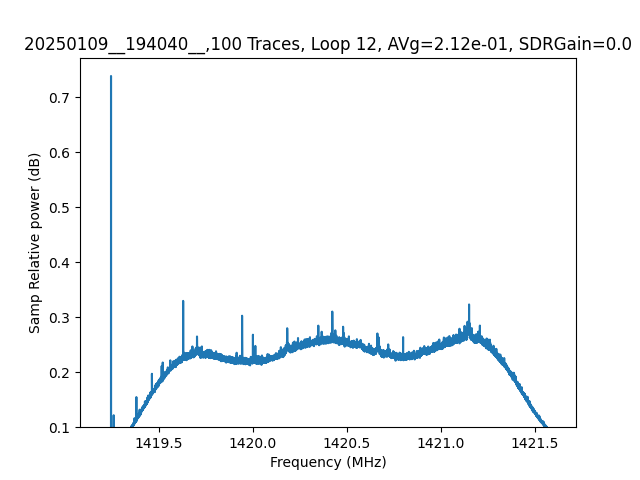 20250109__194040__,100 Traces, Loop 12, AVg=2.12e-01, SDRGain=0.0
0.7
0.6
0.5
0.4
0.3
0.2
0.1
Samp Relative power (dB)
1419.5 1420.0 1420.5 1421.0 1421.5
Frequency (MHz)